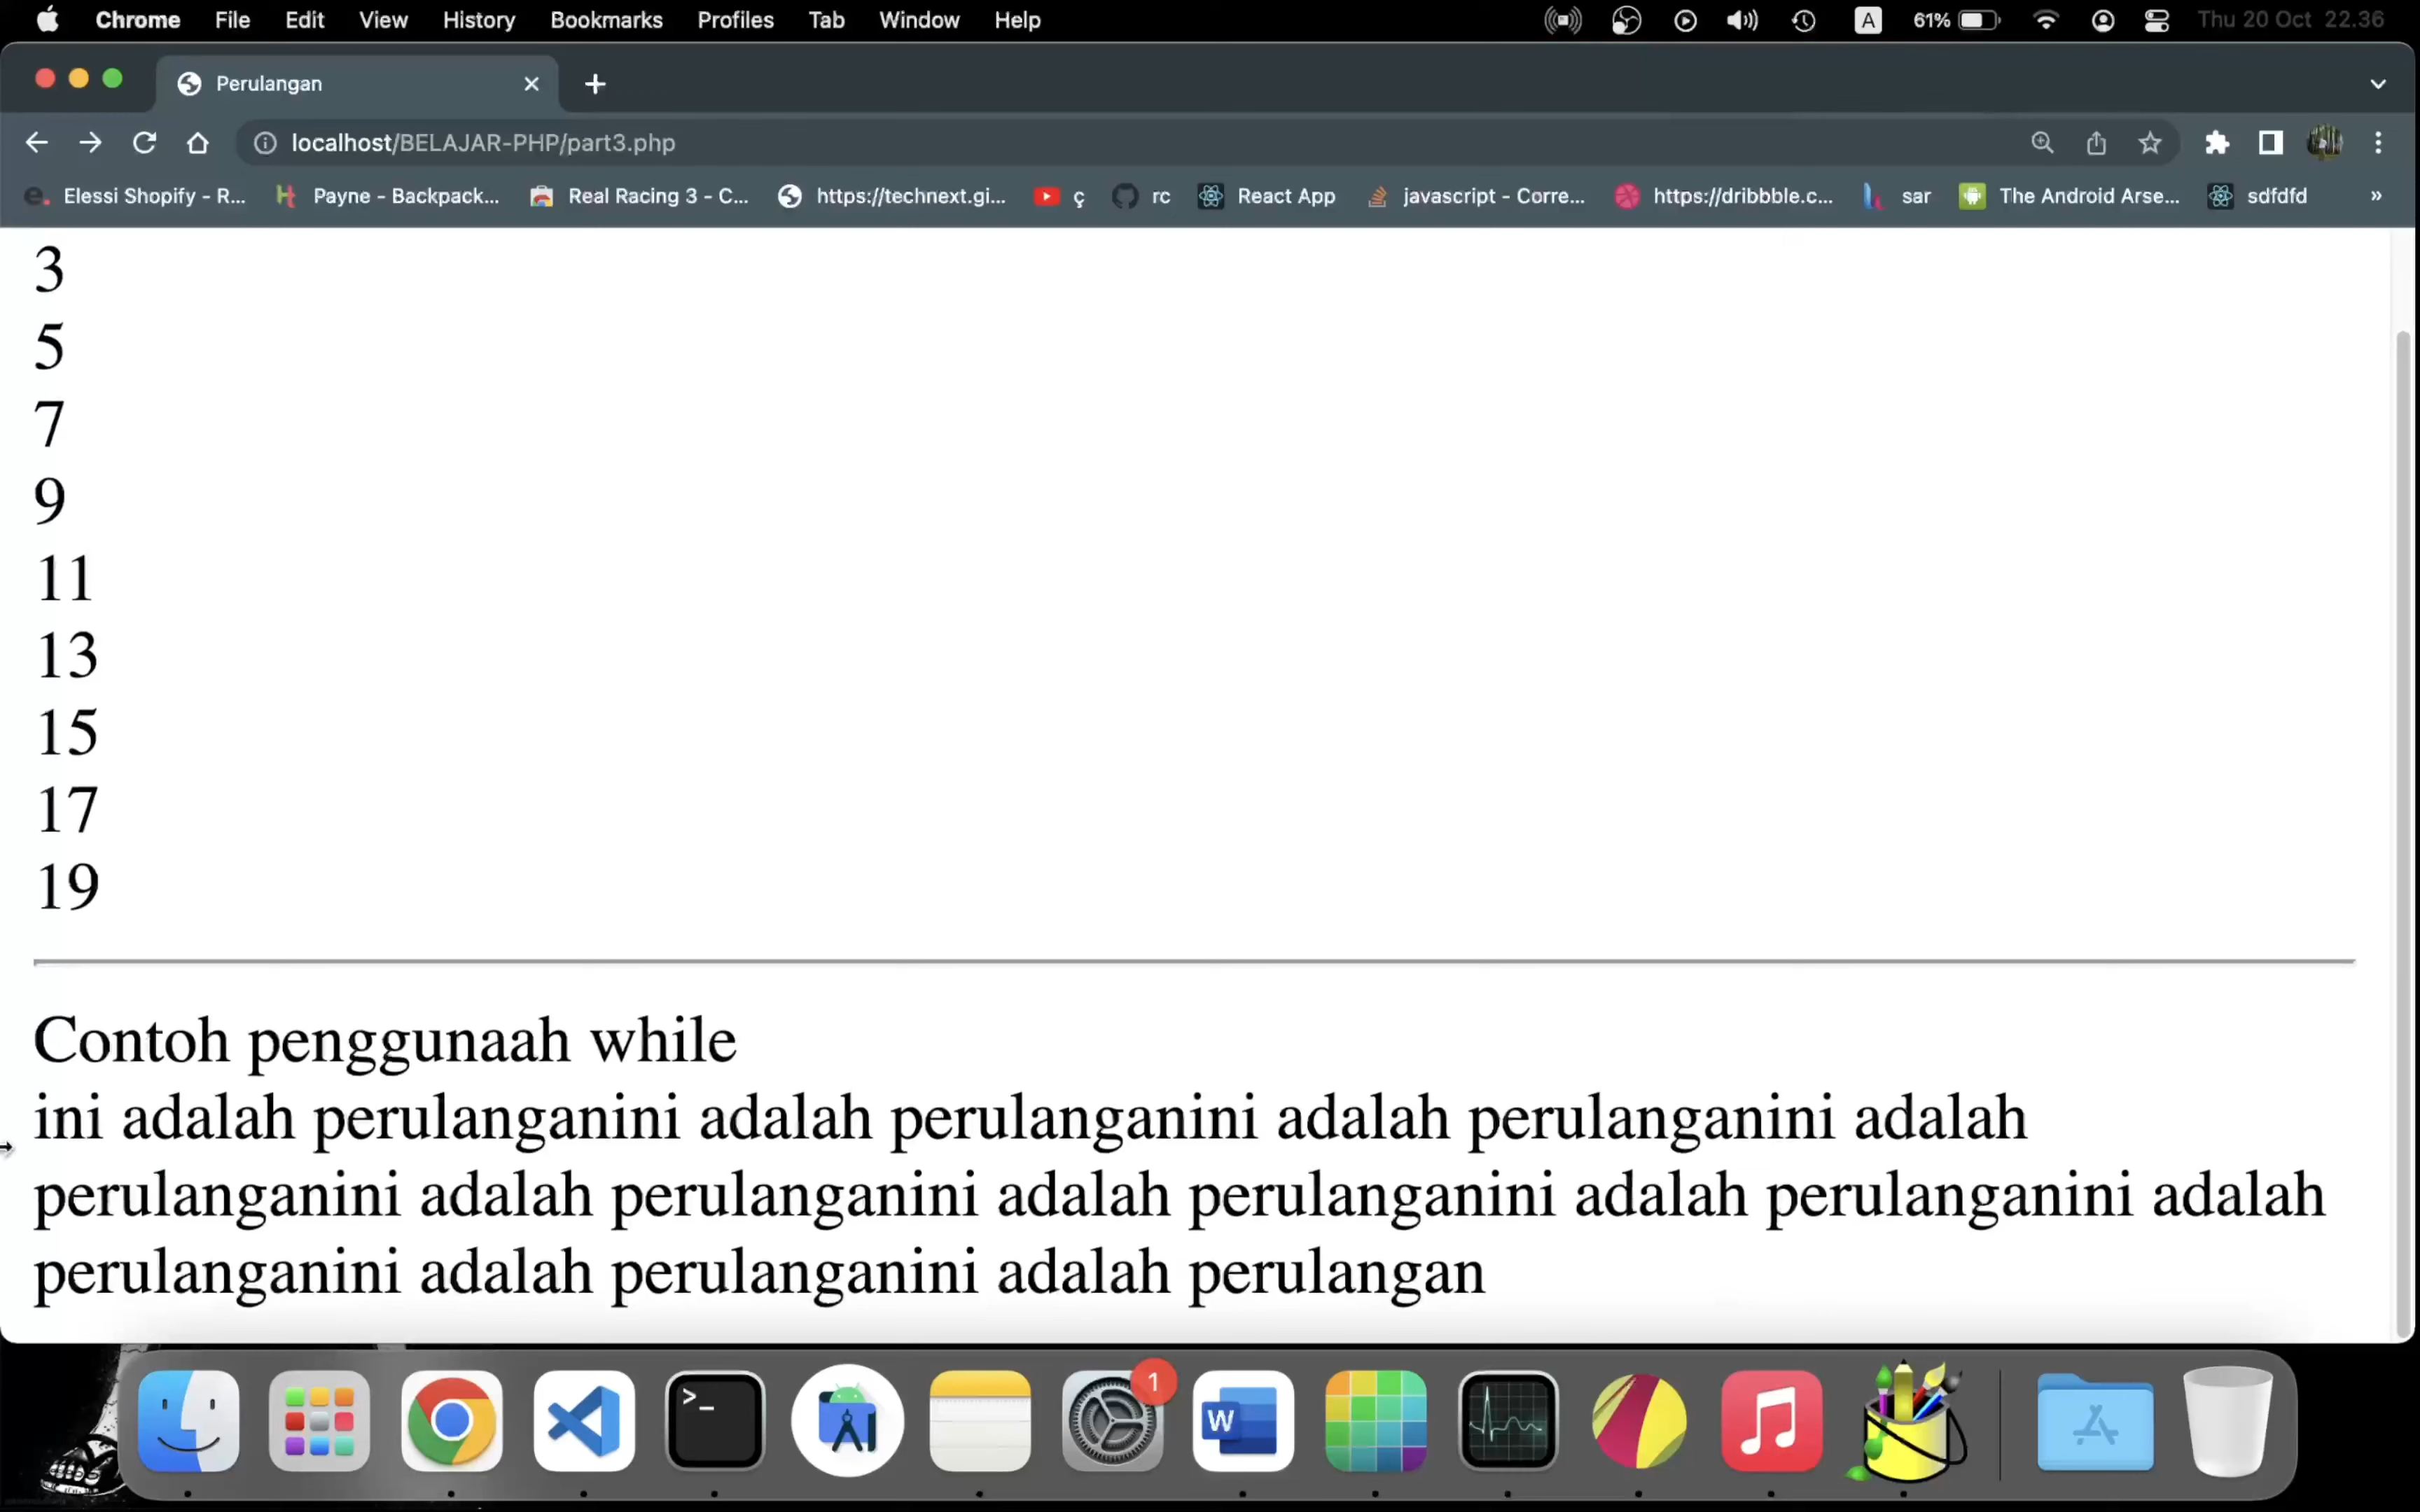 Chrome File Edit View History Bookmarks Profiles Tab Window Help A 61% Thu 20 Oct 22.36
Perulangan
localhost/BELAJAR-PHP/part3.php
Elessi Shopify - R... Payne - Backpack... Real Racing 3 - C... https://technext.gi... ç rc React App javascript - Corre... https://dribbble.c... sar The Android Arse... sdfdfd »
3
5
7
9
11
13
15
17
19
Contoh penggunaah while
ini adalah perulanganini adalah perulanganini adalah perulanganini adalah
perulanganini adalah perulanganini adalah perulanganini adalah perulanganini adalah
perulanganini adalah perulanganini adalah perulangan
1
>_
W